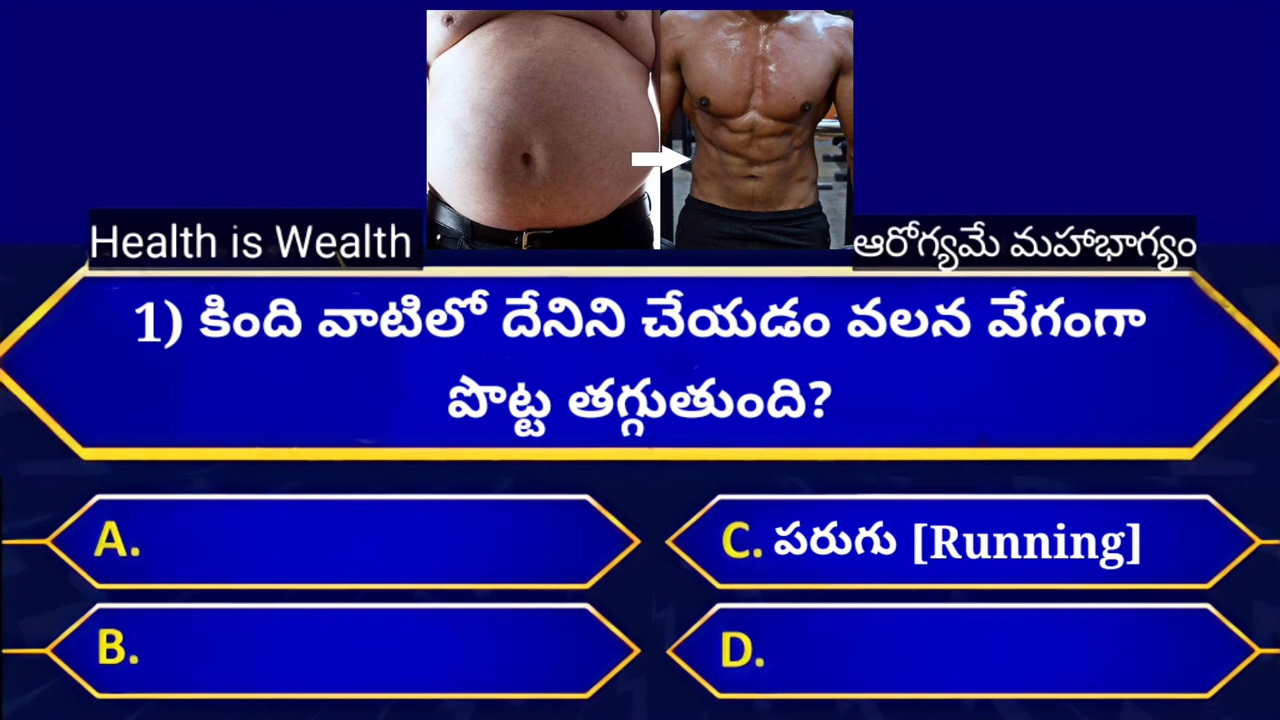 Health is Wealth
ఆరోగ్యమే మహాభాగ్యం
1) కింది వాటిలో దేనిని చేయడం వలన వేగంగా
పొట్ట తగ్గుతుంది?
A.
B.
C. పరుగు [Running]
D.